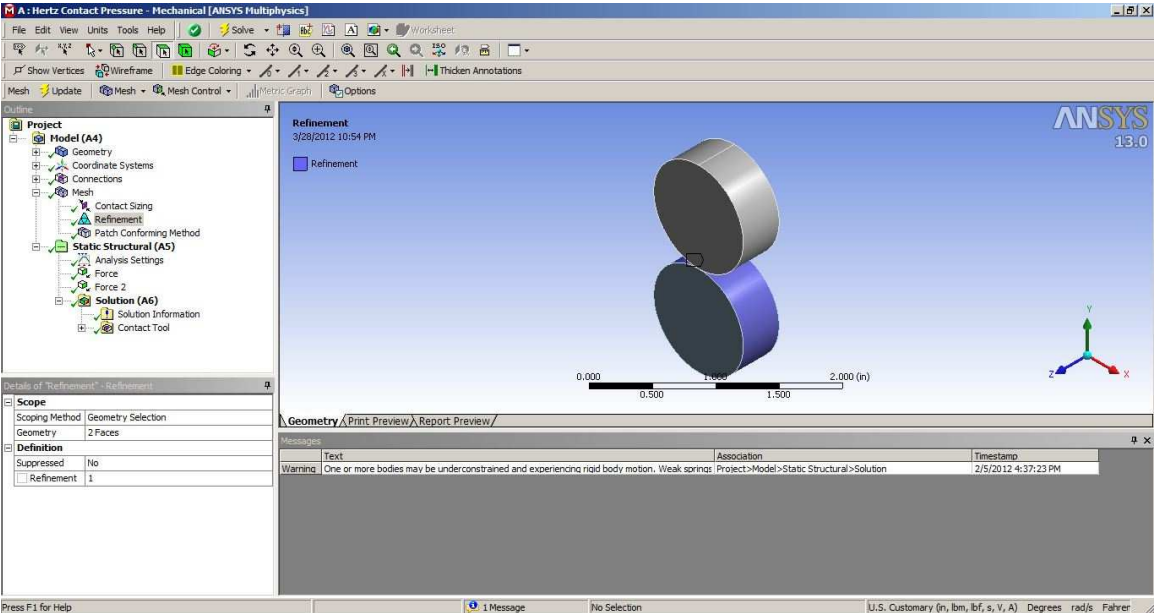 A : Hertz Contact Pressure - Mechanical [ANSYS Multiphysics]
File Edit View Units Tools Help Solve Worksheet
Show Vertices Wireframe Edge Coloring Thicken Annotations
Mesh Update Mesh Mesh Control Metric Graph Options
Outline
Project
Model (A4)
Geometry
Coordinate Systems
Connections
Mesh
Contact Sizing
Refinement
Patch Conforming Method
Static Structural (A5)
Analysis Settings
Force
Force 2
Solution (A6)
Solution Information
Contact Tool
Details of "Refinement" - Refinement
Scope
Scoping Method Geometry Selection
Geometry 2 Faces
Definition
Suppressed No
Refinement 1
Refinement
3/28/2012 10:54 PM
Refinement
ANSYS
13.0
Y
Z X
0.000 1.000 2.000 (in)
0.500 1.500
Geometry Print Preview Report Preview
Messages
Text Association Timestamp
Warning One or more bodies may be underconstrained and experiencing rigid body motion. Weak springs Project>Model>Static Structural>Solution 2/5/2012 4:37:23 PM
Press F1 for Help 1 Message No Selection U.S. Customary (in, lbm, lbf, s, V, A) Degrees rad/s Fahrer